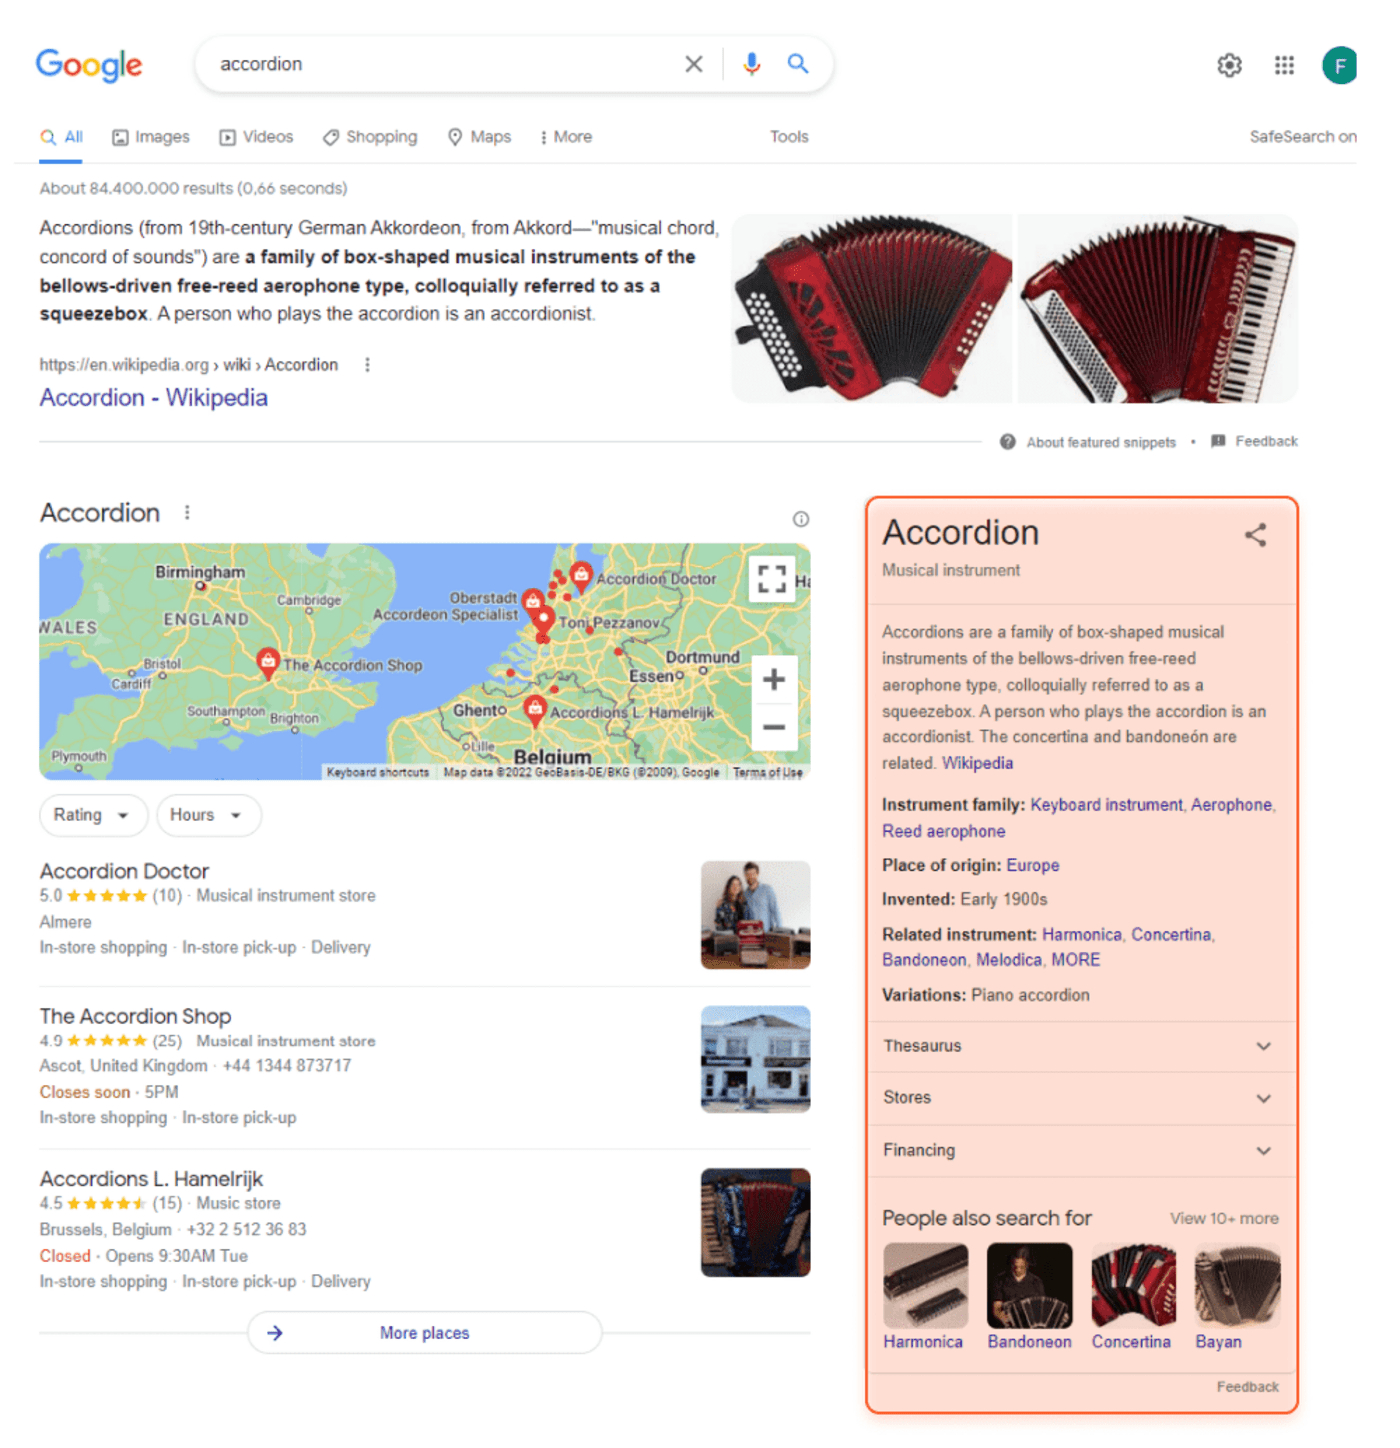 Google
accordion
F
All Images Videos Shopping Maps More Tools SafeSearch on
About 84.400.000 results (0,66 seconds)
Accordions (from 19th-century German Akkordeon, from Akkord—"musical chord,
concord of sounds") are a family of box-shaped musical instruments of the
bellows-driven free-reed aerophone type, colloquially referred to as a
squeezebox. A person who plays the accordion is an accordionist.
https://en.wikipedia.org › wiki › Accordion
Accordion - Wikipedia
About featured snippets • Feedback
Accordion
Birmingham
Cambridge
ENGLAND
WALES
Bristol
Cardiff
The Accordion Shop
Southampton
Brighton
Plymouth
Accordion Doctor
Ha
Oberstadt
Accordeon Specialist
Toni Pezzanov
Dortmund
Essen
Ghent
Accordions L. Hamelrijk
Lille
Belgium
Keyboard shortcuts Map data ©2022 GeoBasis-DE/BKG (©2009), Google Terms of Use
Rating Hours
Accordion Doctor
5.0 (10) · Musical instrument store
Almere
In-store shopping · In-store pick-up · Delivery
The Accordion Shop
4.9 (25) Musical instrument store
Ascot, United Kingdom · +44 1344 873717
Closes soon · 5PM
In-store shopping · In-store pick-up
Accordions L. Hamelrijk
4.5 (15) · Music store
Brussels, Belgium · +32 2 512 36 83
Closed · Opens 9:30AM Tue
In-store shopping · In-store pick-up · Delivery
More places
Accordion
Musical instrument
Accordions are a family of box-shaped musical
instruments of the bellows-driven free-reed
aerophone type, colloquially referred to as a
squeezebox. A person who plays the accordion is an
accordionist. The concertina and bandoneón are
related. Wikipedia
Instrument family: Keyboard instrument, Aerophone,
Reed aerophone
Place of origin: Europe
Invented: Early 1900s
Related instrument: Harmonica, Concertina,
Bandoneon, Melodica, MORE
Variations: Piano accordion
Thesaurus
Stores
Financing
People also search for View 10+ more
Harmonica Bandoneon Concertina Bayan
Feedback